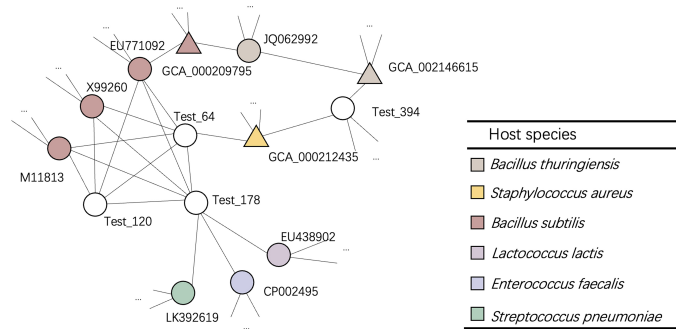 ...
...
...
EU771092
JQ062992
GCA_000209795
GCA_002146615
...
X99260
Test_64
Test_394
...
GCA_000212435
...
M11813
Test_178
Test_120
EU438902
...
...
...
CP002495
LK392619
...
Host species
Bacillus thuringiensis
Staphylococcus aureus
Bacillus subtilis
Lactococcus lactis
Enterococcus faecalis
Streptococcus pneumoniae